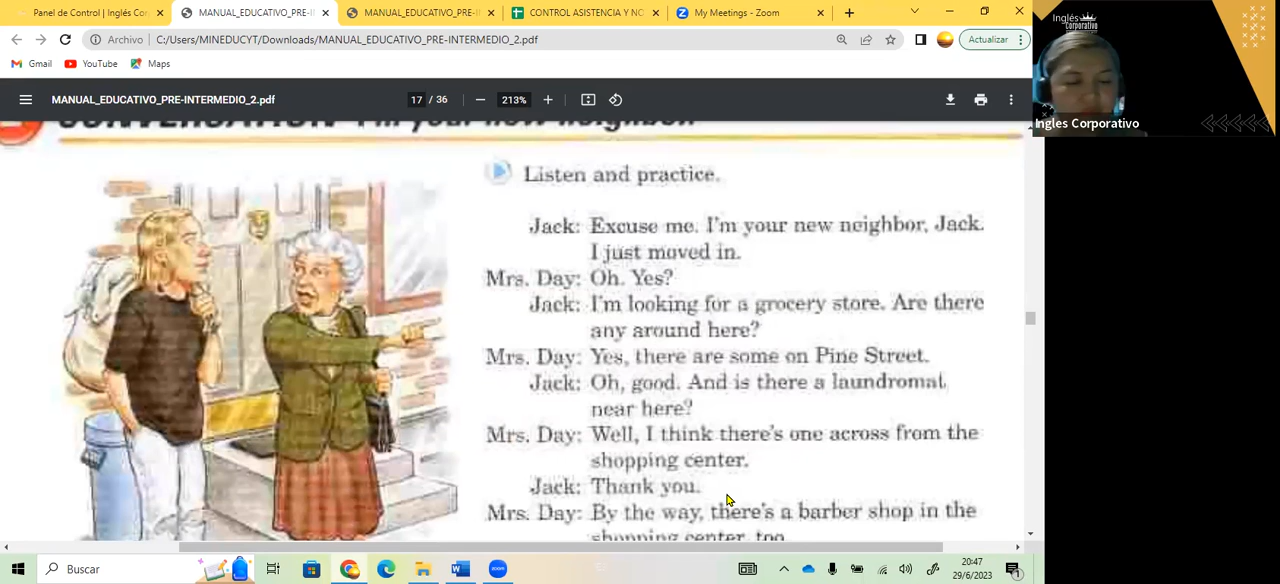 Panel de Control | Inglés Cor
MANUAL_EDUCATIVO_PRE-I
MANUAL_EDUCATIVO_PRE-I
CONTROL ASISTENCIA Y NO
My Meetings - Zoom
Archivo
C:/Users/MINEDUCYT/Downloads/MANUAL_EDUCATIVO_PRE-INTERMEDIO_2.pdf
Actualizar
Gmail
YouTube
Maps
MANUAL_EDUCATIVO_PRE-INTERMEDIO_2.pdf
17 / 36
213%
Inglés
Corporativo
Ingles Corporativo
Listen and practice.
Jack: Excuse me. I'm your new neighbor, Jack.
I just moved in.
Mrs. Day: Oh. Yes?
Jack: I'm looking for a grocery store. Are there
any around here?
Mrs. Day: Yes, there are some on Pine Street.
Jack: Oh, good. And is there a laundromat
near here?
Mrs. Day: Well, I think there's one across from the
shopping center.
Jack: Thank you.
Mrs. Day: By the way, there's a barber shop in the
shopping center, too.
Buscar
20:47
29/6/2023